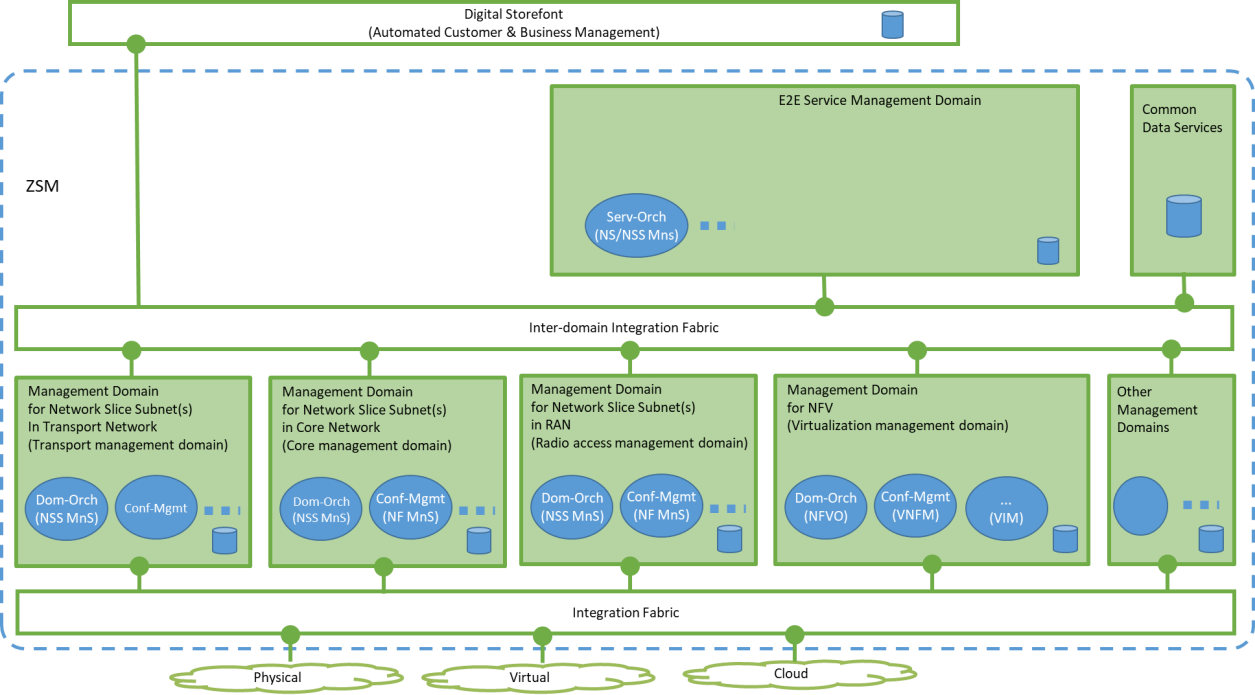 Digital Storefont
(Automated Customer & Business Management)
E2E Service Management Domain
Common
Data Services
ZSM
Serv-Orch
(NS/NSS Mns)
Inter-domain Integration Fabric
Management Domain
for Network Slice Subnet(s)
In Transport Network
(Transport management domain)
Dom-Orch
(NSS MnS)
Conf-Mgmt
Management Domain
for Network Slice Subnet(s)
in Core Network
(Core management domain)
Dom-Orch
(NSS MnS)
Conf-Mgmt
(NF MnS)
Management Domain
for Network Slice Subnet(s)
in RAN
(Radio access management domain)
Dom-Orch
(NSS MnS)
Conf-Mgmt
(NF MnS)
Management Domain
for NFV
(Virtualization management domain)
Dom-Orch
(NFVO)
Conf-Mgmt
(VNFM)
...
(VIM)
Other
Management
Domains
Integration Fabric
Physical
Virtual
Cloud